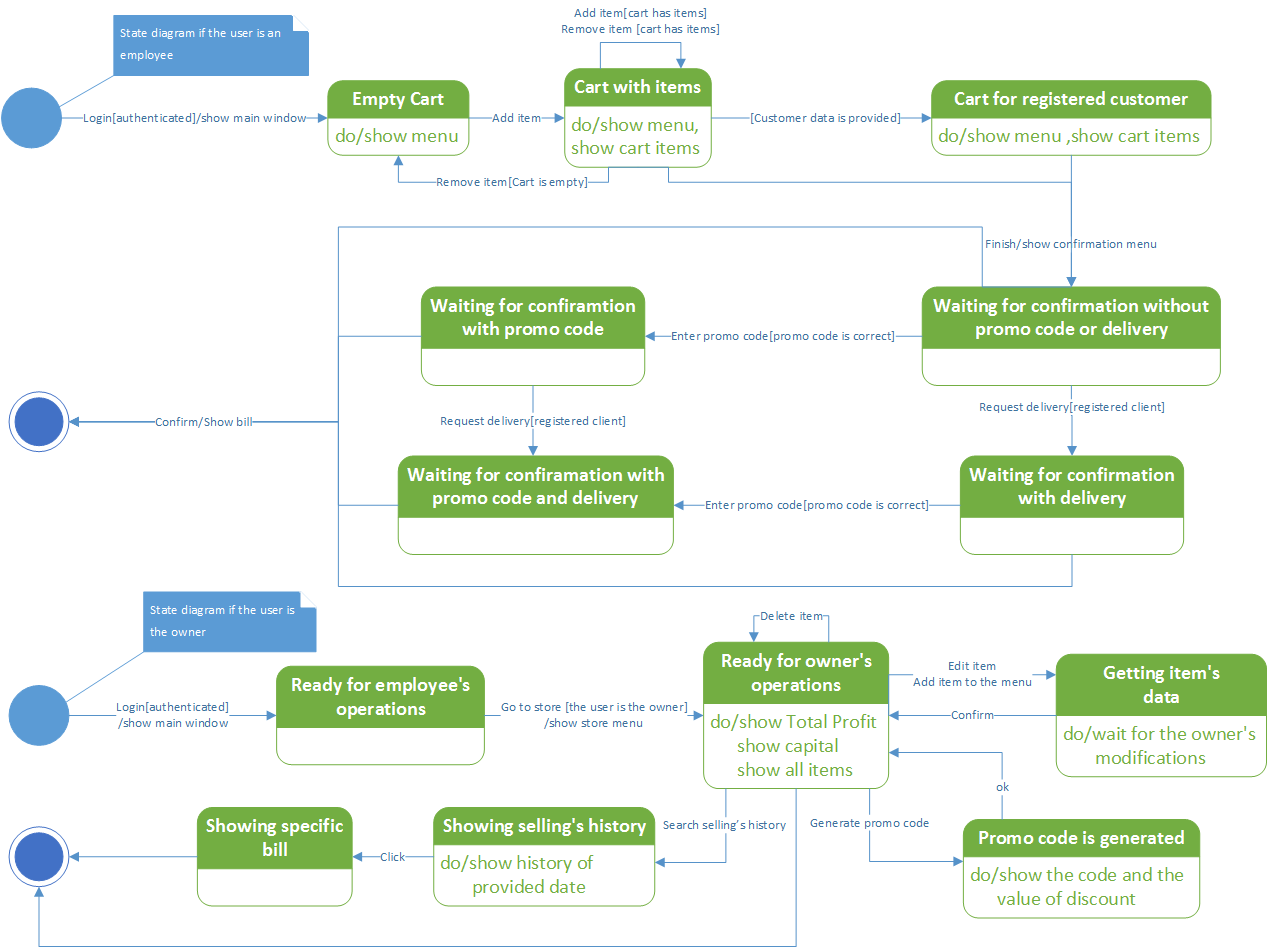 State diagram if the user is an
employee
Add item[cart has items]
Remove item [cart has items]
Login[authenticated]/show main window
Empty Cart
do/show menu
Add item
Cart with items
do/show menu,
show cart items
[Customer data is provided]
Cart for registered customer
do/show menu ,show cart items
Remove item[Cart is empty]
Finish/show confirmation menu
Waiting for confiramtion
with promo code
Enter promo code[promo code is correct]
Waiting for confirmation without
promo code or delivery
Confirm/Show bill
Request delivery[registered client]
Request delivery[registered client]
Waiting for confiramation with
promo code and delivery
Enter promo code[promo code is correct]
Waiting for confirmation
with delivery
State diagram if the user is
the owner
Login[authenticated]
/show main window
Ready for employee's
operations
Go to store [the user is the owner]
/show store menu
Delete item
Ready for owner's
operations
do/show Total Profit
show capital
show all items
Edit item
Add item to the menu
Confirm
Getting item's
data
do/wait for the owner's
modifications
ok
Search selling's history
Generate promo code
Showing specific
bill
Click
Showing selling's history
do/show history of
provided date
Promo code is generated
do/show the code and the
value of discount